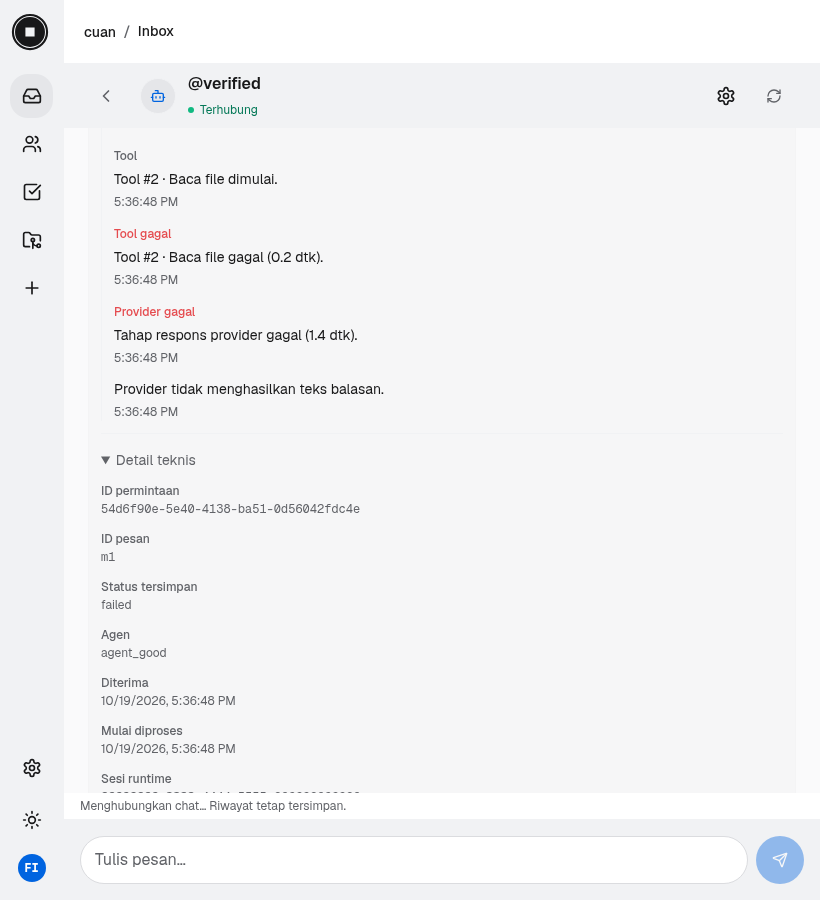 cuan / Inbox
@verified
Terhubung
Tool
Tool #2 · Baca file dimulai.
5:36:48 PM
Tool gagal
Tool #2 · Baca file gagal (0.2 dtk).
5:36:48 PM
Provider gagal
Tahap respons provider gagal (1.4 dtk).
5:36:48 PM
Provider tidak menghasilkan teks balasan.
5:36:48 PM
▼ Detail teknis
ID permintaan
54d6f90e-5e40-4138-ba51-0d56042fdc4e
ID pesan
m1
Status tersimpan
failed
Agen
agent_good
Diterima
10/19/2026, 5:36:48 PM
Mulai diproses
10/19/2026, 5:36:48 PM
Sesi runtime
Menghubungkan chat… Riwayat tetap tersimpan.
FI
Tulis pesan…